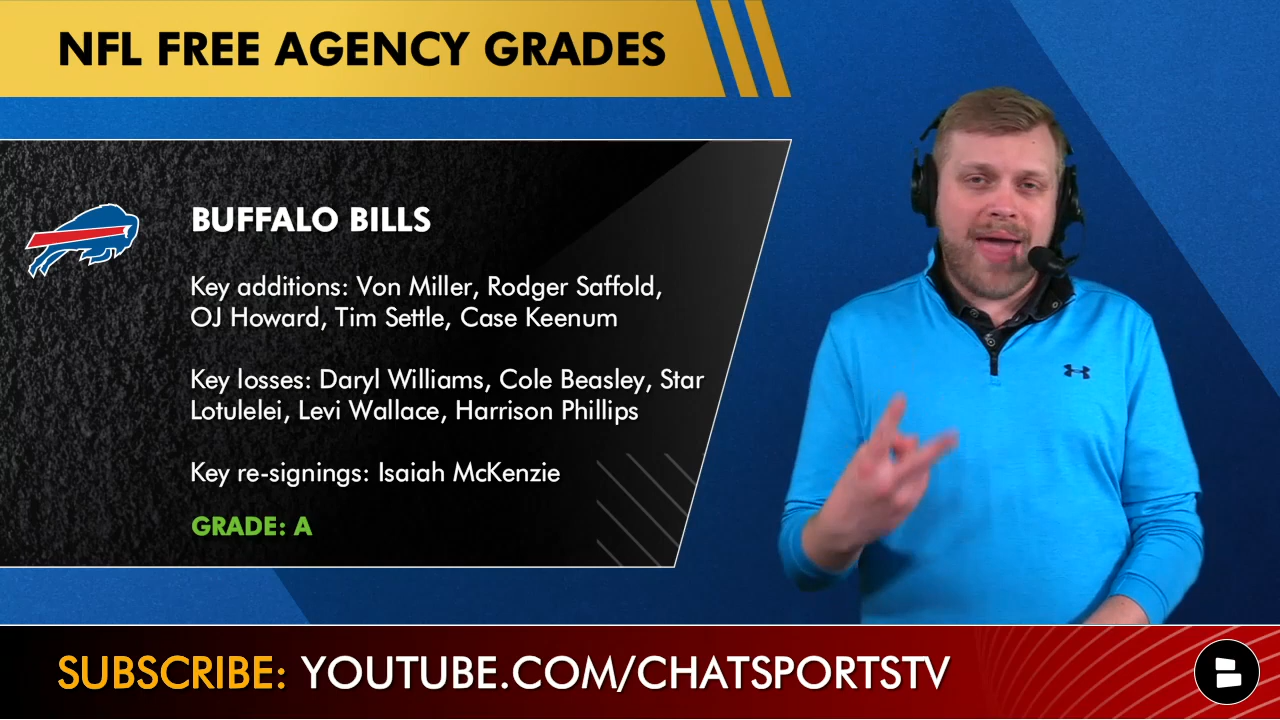 NFL FREE AGENCY GRADES
BUFFALO BILLS
Key additions: Von Miller, Rodger Saffold,
OJ Howard, Tim Settle, Case Keenum
Key losses: Daryl Williams, Cole Beasley, Star
Lotulelei, Levi Wallace, Harrison Phillips
Key re-signings: Isaiah McKenzie
GRADE: A
SUBSCRIBE: YOUTUBE.COM/CHATSPORTSTV